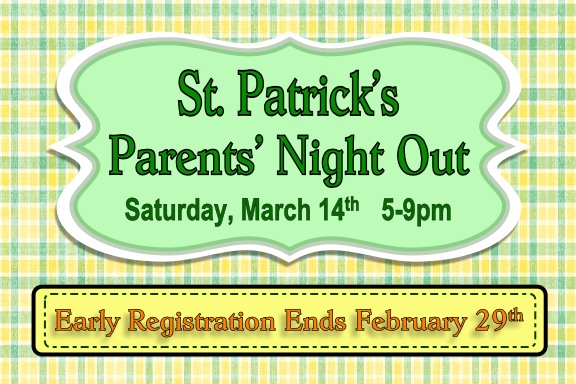 St. Patrick's
Parents' Night Out
Saturday, March 14th 5-9pm
Early Registration Ends February 29th